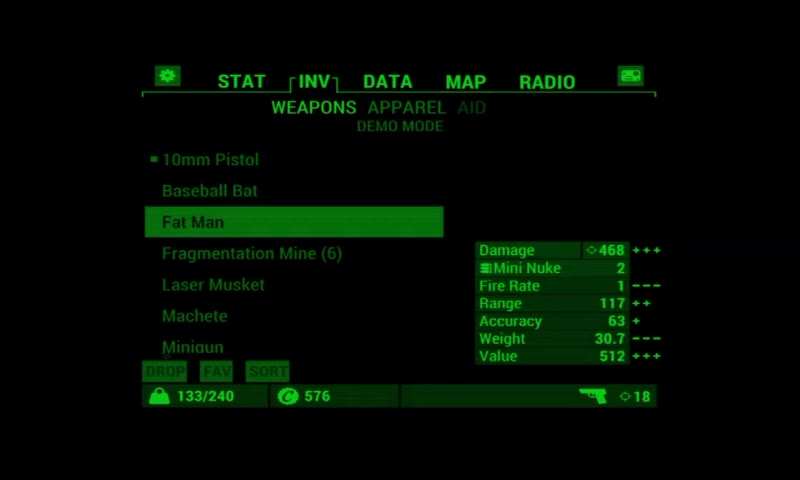 STAT INV DATA MAP RADIO
WEAPONS APPAREL AID
DEMO MODE
10mm Pistol
Baseball Bat
Fat Man
Fragmentation Mine (6)
Laser Musket
Machete
Minigun
Damage 468 +++
Mini Nuke 2
Fire Rate 1 ---
Range 117 ++
Accuracy 63 +
Weight 30.7 ---
Value 512 +++
DROP FAV SORT
133/240 576 18